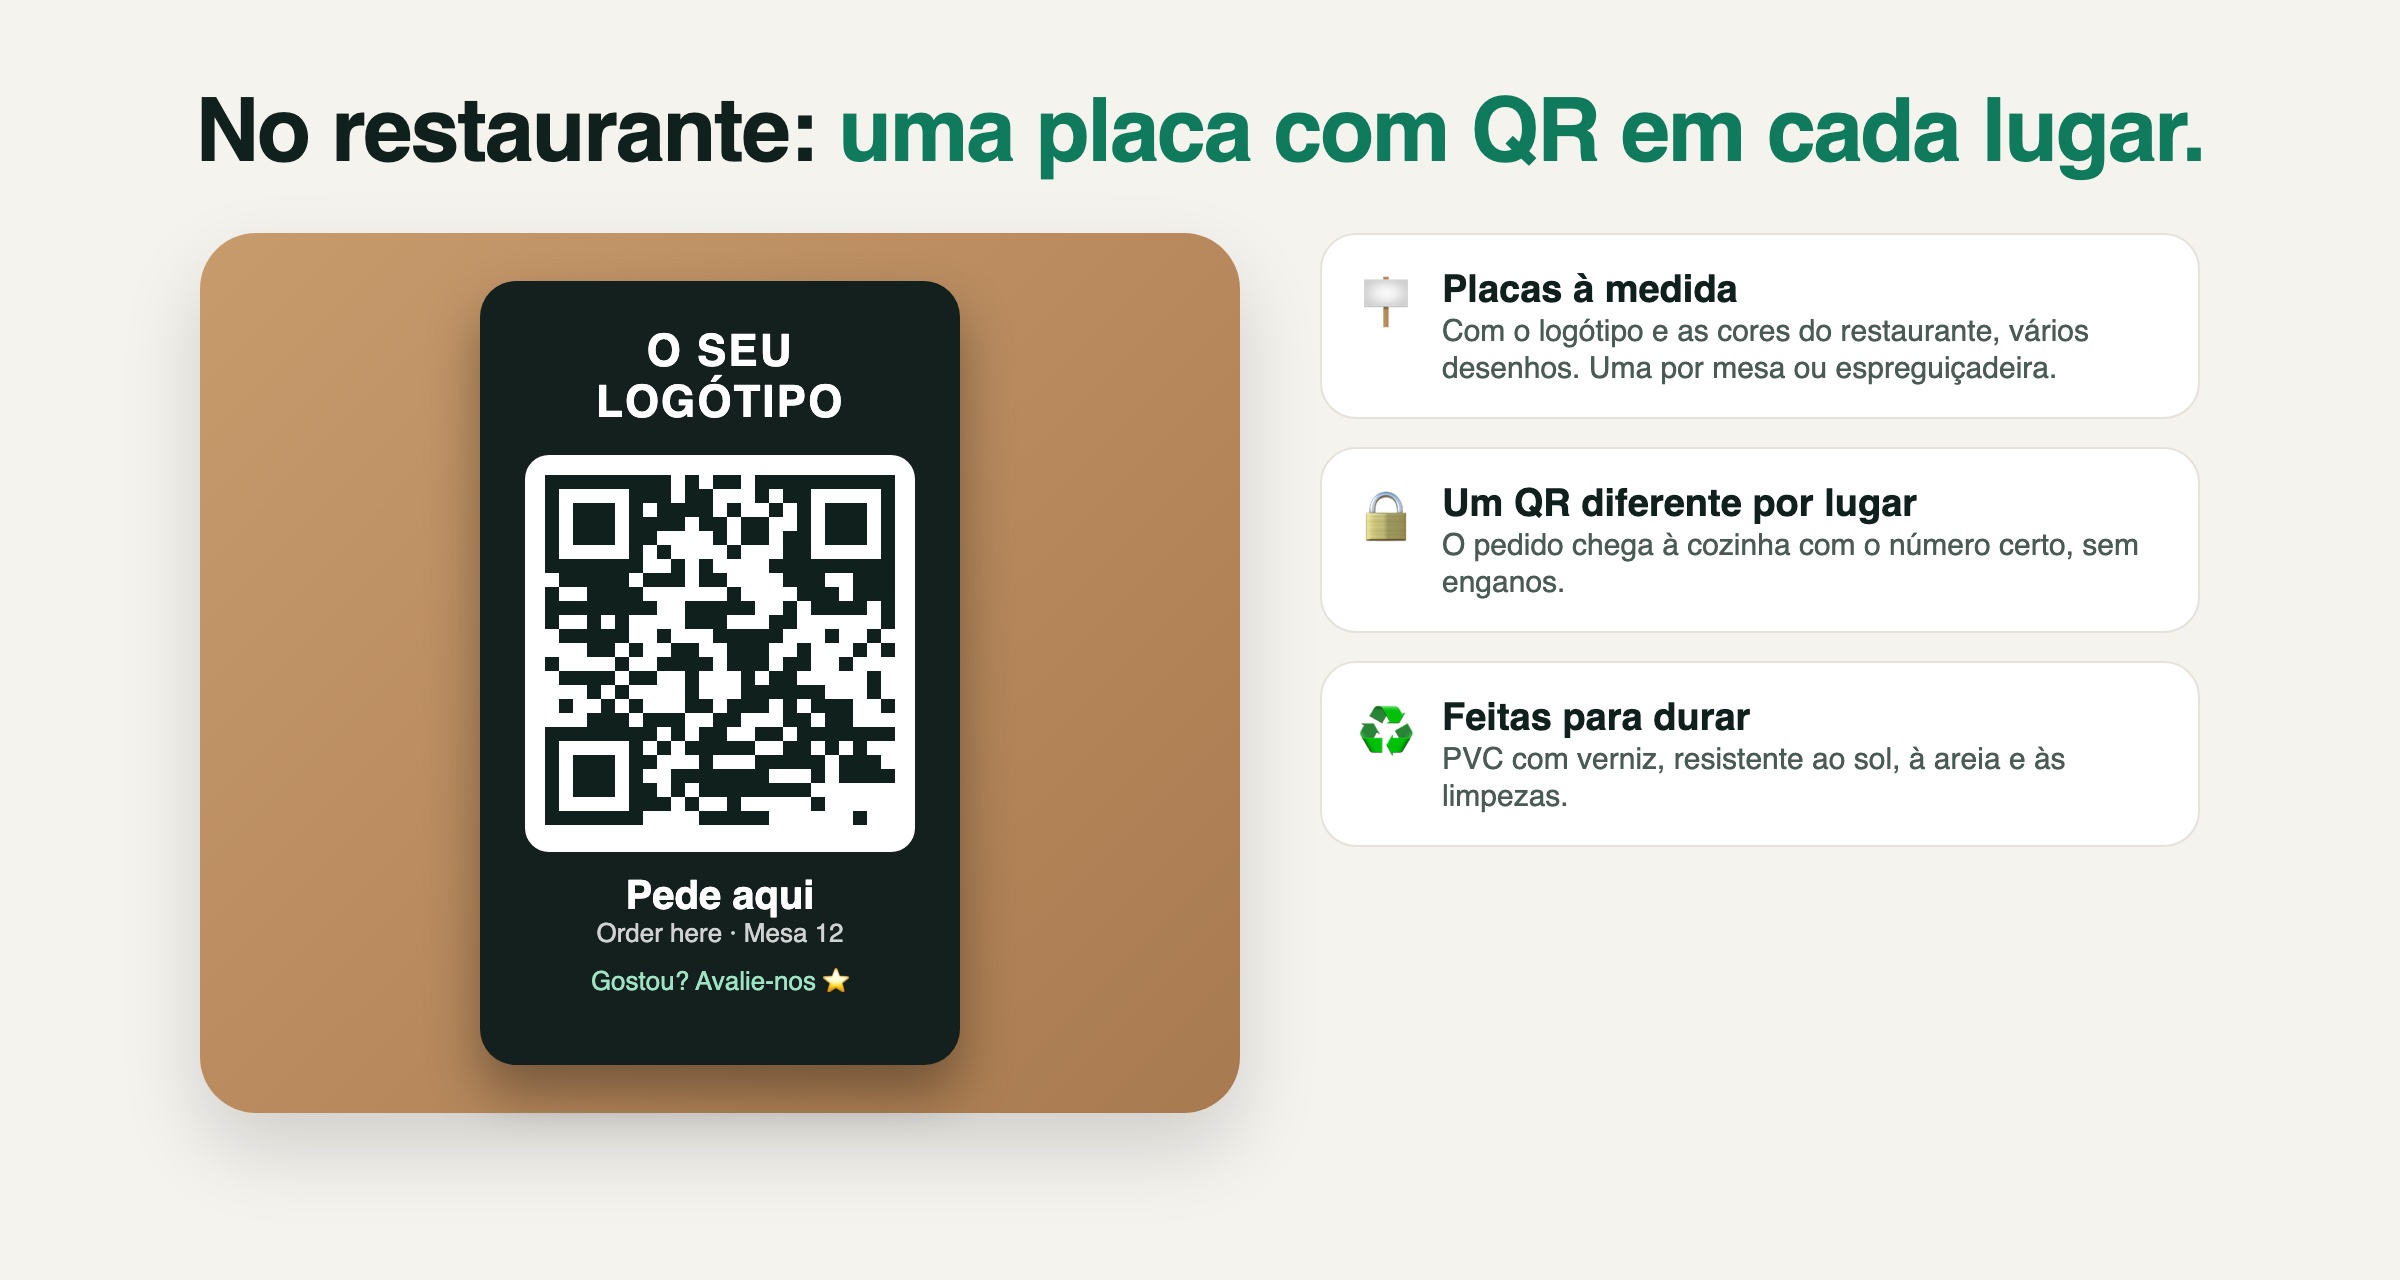 No restaurante: uma placa com QR em cada lugar.
O SEU
LOGÓTIPO
Pede aqui
Order here · Mesa 12
Gostou? Avalie-nos ⭐
Placas à medida
Com o logótipo e as cores do restaurante, vários
desenhos. Uma por mesa ou espreguiçadeira.
Um QR diferente por lugar
O pedido chega à cozinha com o número certo, sem
enganos.
Feitas para durar
PVC com verniz, resistente ao sol, à areia e às
limpezas.